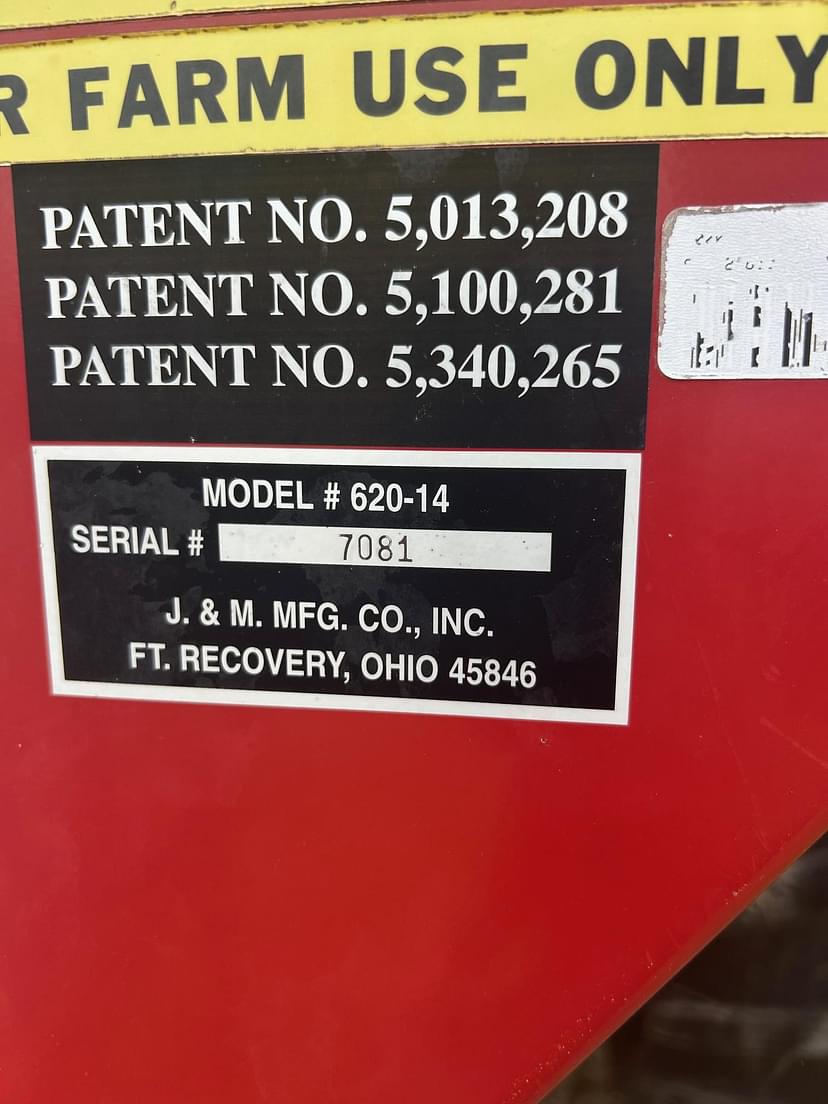 R FARM USE ONLY
PATENT NO. 5,013,208
PATENT NO. 5,100,281
PATENT NO. 5,340,265
MODEL # 620-14
SERIAL # 7081
J. & M. MFG. CO., INC.
FT. RECOVERY, OHIO 45846